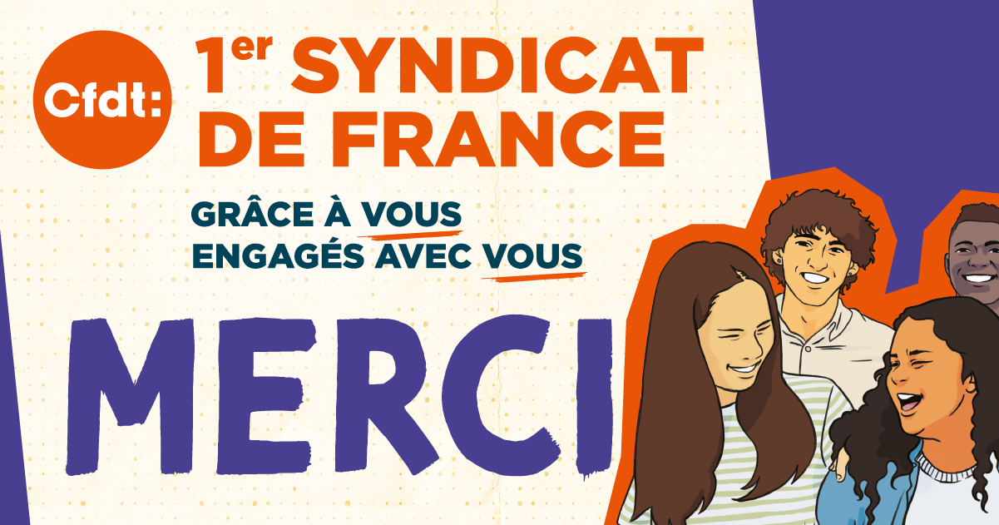 Cfdt:
1er SYNDICAT
DE FRANCE
GRÂCE À VOUS
ENGAGÉS AVEC VOUS
MERCI